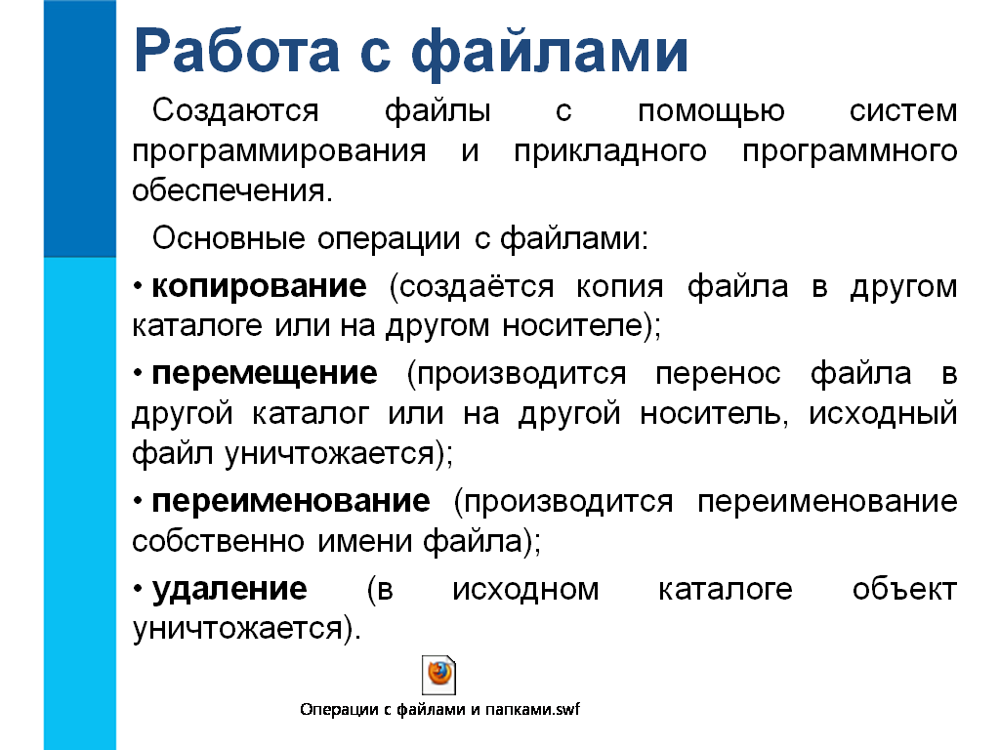 Работа с файлами
Создаются файлы с помощью систем
программирования и прикладного программного
обеспечения.
Основные операции с файлами:
• копирование (создаётся копия файла в другом
каталоге или на другом носителе);
• перемещение (производится перенос файла в
другой каталог или на другой носитель, исходный
файл уничтожается);
• переименование (производится переименование
собственно имени файла);
• удаление (в исходном каталоге объект
уничтожается).
Операции с файлами и папками.swf